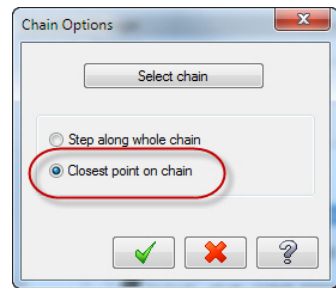 Chain Options
Select chain
Step along whole chain
Closest point on chain